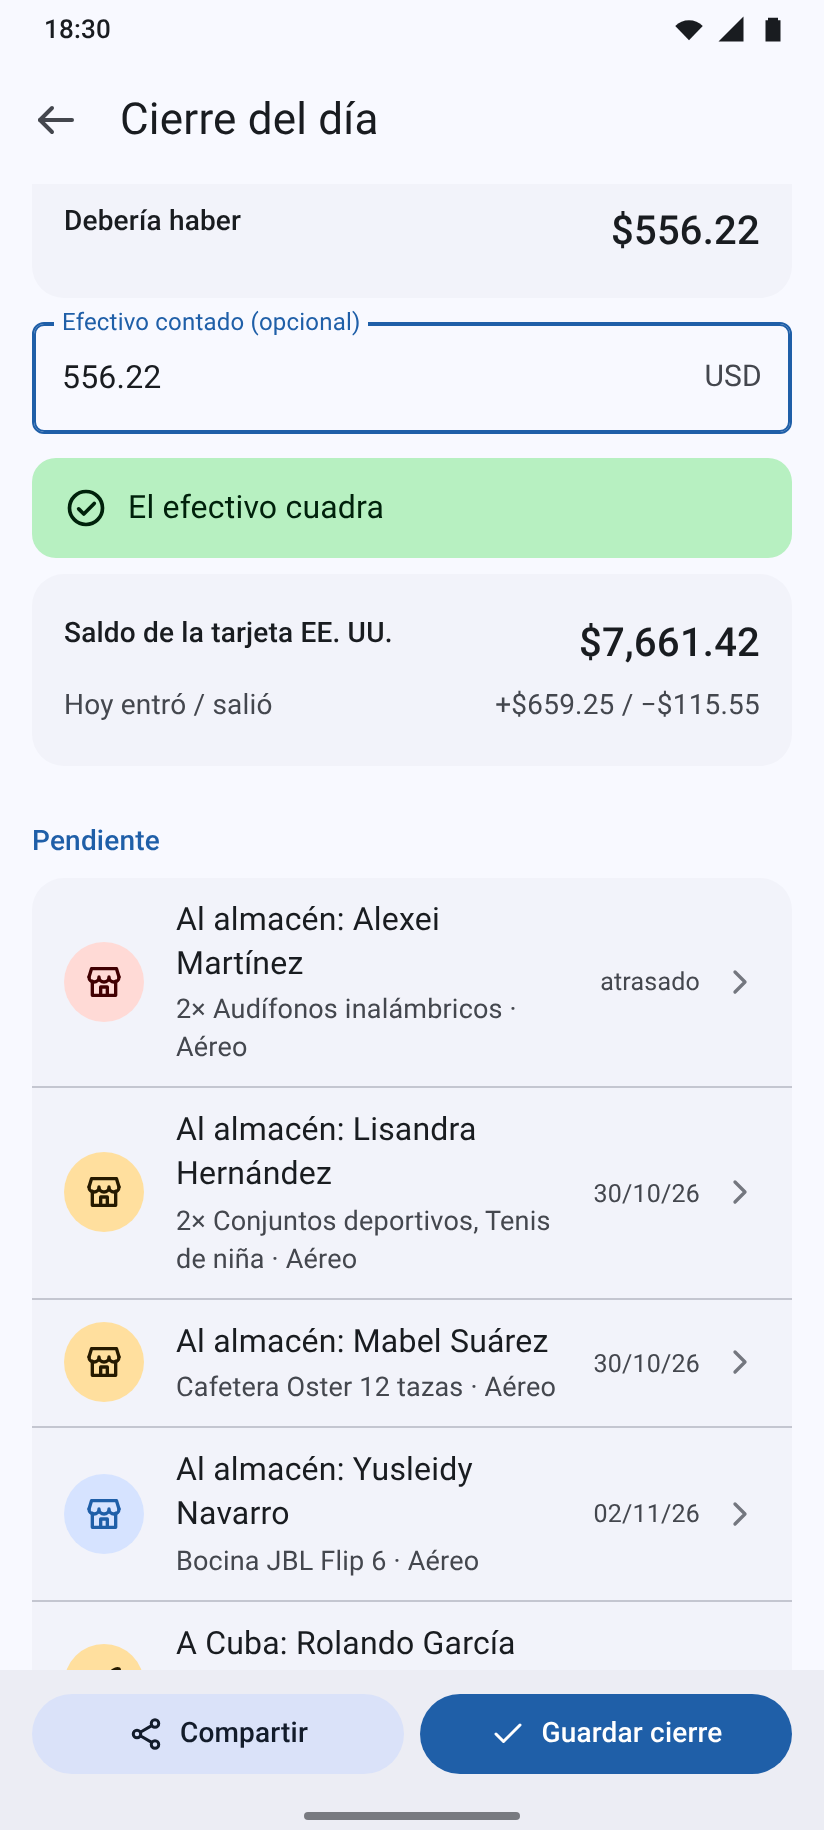 18:30
Cierre del día
Debería haber
$556.22
Efectivo contado (opcional)
556.22
USD
El efectivo cuadra
Saldo de la tarjeta EE. UU.
$7,661.42
Hoy entró / salió
+$659.25 / −$115.55
Pendiente
Al almacén: Alexei
Martínez
2× Audífonos inalámbricos ·
Aéreo
atrasado
Al almacén: Lisandra
Hernández
2× Conjuntos deportivos, Tenis
de niña · Aéreo
30/10/26
Al almacén: Mabel Suárez
Cafetera Oster 12 tazas · Aéreo
30/10/26
Al almacén: Yusleidy
Navarro
Bocina JBL Flip 6 · Aéreo
02/11/26
A Cuba: Rolando García
Compartir
Guardar cierre